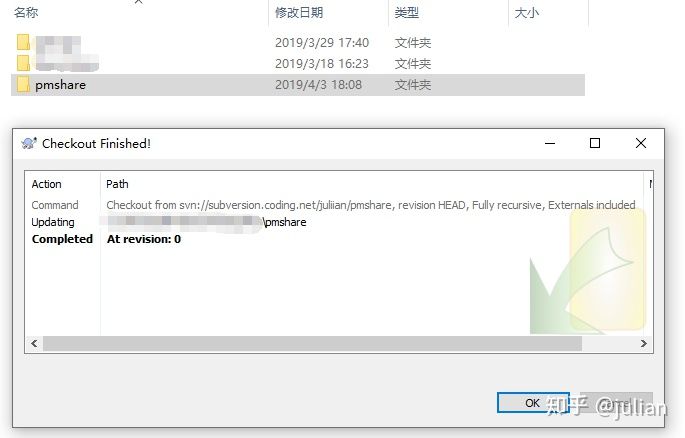 名称 修改日期 类型 大小
2019/3/29 17:40 文件夹
2019/3/18 16:23 文件夹
pmshare 2019/4/3 18:08 文件夹
Checkout Finished!
Action Path
Command Checkout from svn://subversion.coding.net/juliian/pmshare, revision HEAD, Fully recursive, Externals included
Updating \pmshare
Completed At revision: 0
OK
知乎 @julian